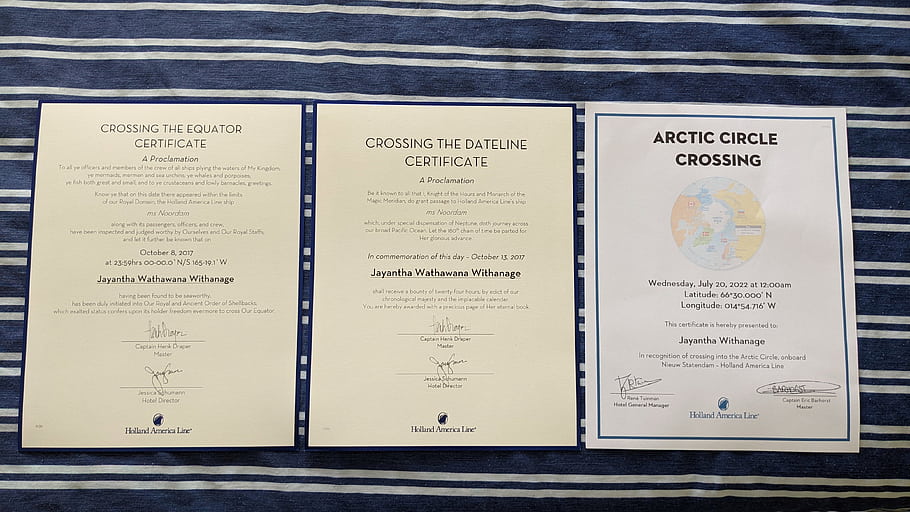 CROSSING THE EQUATOR
CERTIFICATE
A Proclamation
To all ye officers and members of the crew of all ships plying the waters of My Kingdom,
ye mermaids, mermen and sea urchins, ye whales and porpoises,
ye fish both great and small, and to ye crustaceans and lowly barnacles, greetings.
Know ye that on this date there appeared within the limits
of our Royal Domain, the Holland America Line ship
ms Noordam
along with its passengers, officers, and crew,
have been inspected and judged worthy by Ourselves and Our Royal Staffs,
and let it further be known that on
October 8, 2017
at 23:59hrs 00-00.0' N/S 165-19.1' W
Jayantha Wathawana Withanage
having been found to be seaworthy,
has been duly initiated into Our Royal and Ancient Order of Shellbacks,
which exalted status confers upon its holder freedom evermore to cross Our Equator.
Captain Henk Draper
Master
Jessica Schumann
Hotel Director
Holland America Line
CROSSING THE DATELINE
CERTIFICATE
A Proclamation
Be it known to all that I, Knight of the Hours and Monarch of the
Magic Meridian, do grant passage to Holland America Line's ship
ms Noordam
which, under special dispensation of Neptune, doth journey across
our broad Pacific Ocean. Let the 180° chain of time be parted for
Her glorious advance.
In commemoration of this day – October 13, 2017
Jayantha Wathawana Withanage
shall receive a bounty of twenty-four hours, by edict of our
chronological majesty and the implacable calendar.
You are hereby awarded with a precious page of Her eternal book.
Captain Henk Draper
Master
Jessica Schumann
Hotel Director
Holland America Line
ARCTIC CIRCLE
CROSSING
Wednesday, July 20, 2022 at 12:00am
Latitude: 66°30.000' N
Longitude: 014°54.716' W
This certificate is hereby presented to:
Jayantha Withanage
In recognition of crossing into the Arctic Circle, onboard
Nieuw Statendam - Holland America Line
René Tuinman
Hotel General Manager
BARHORST
Captain Eric Barhorst
Master
Holland America Line